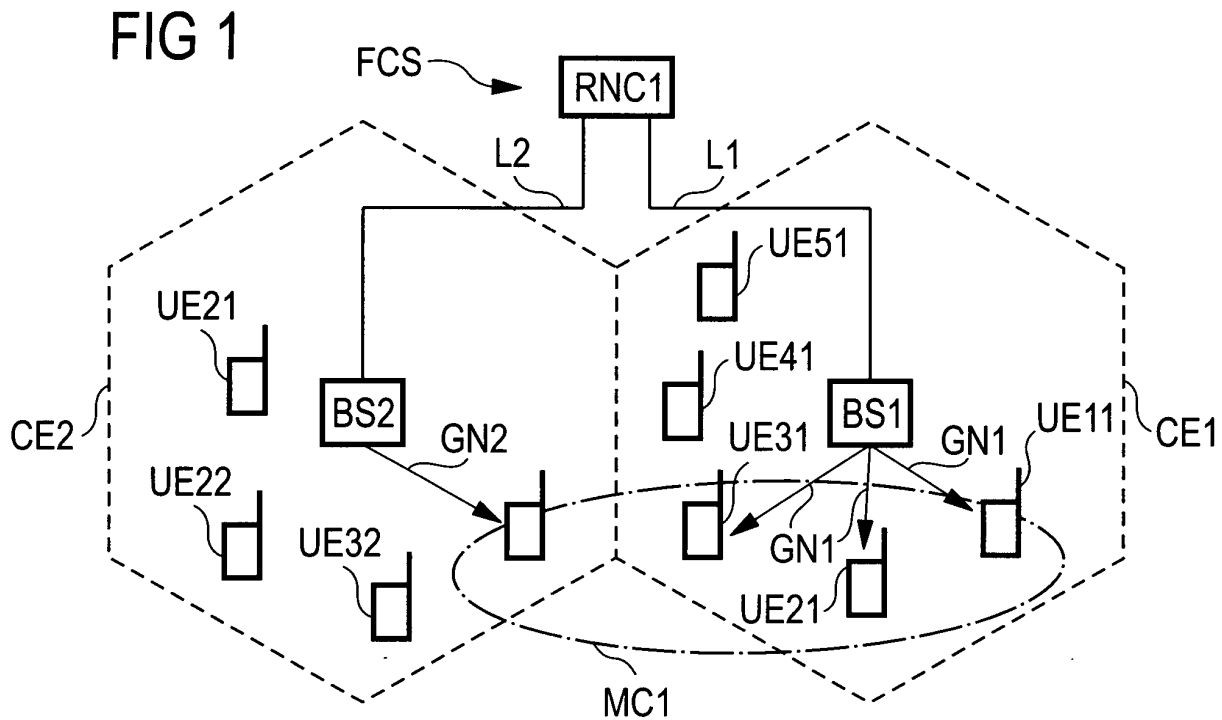 FIG 1
FCS
RNC1
L2
L1
UE51
UE21
UE41
CE2
BS2
BS1
UE11
CE1
GN2
UE31
GN1
UE22
UE32
GN1
UE21
MC1